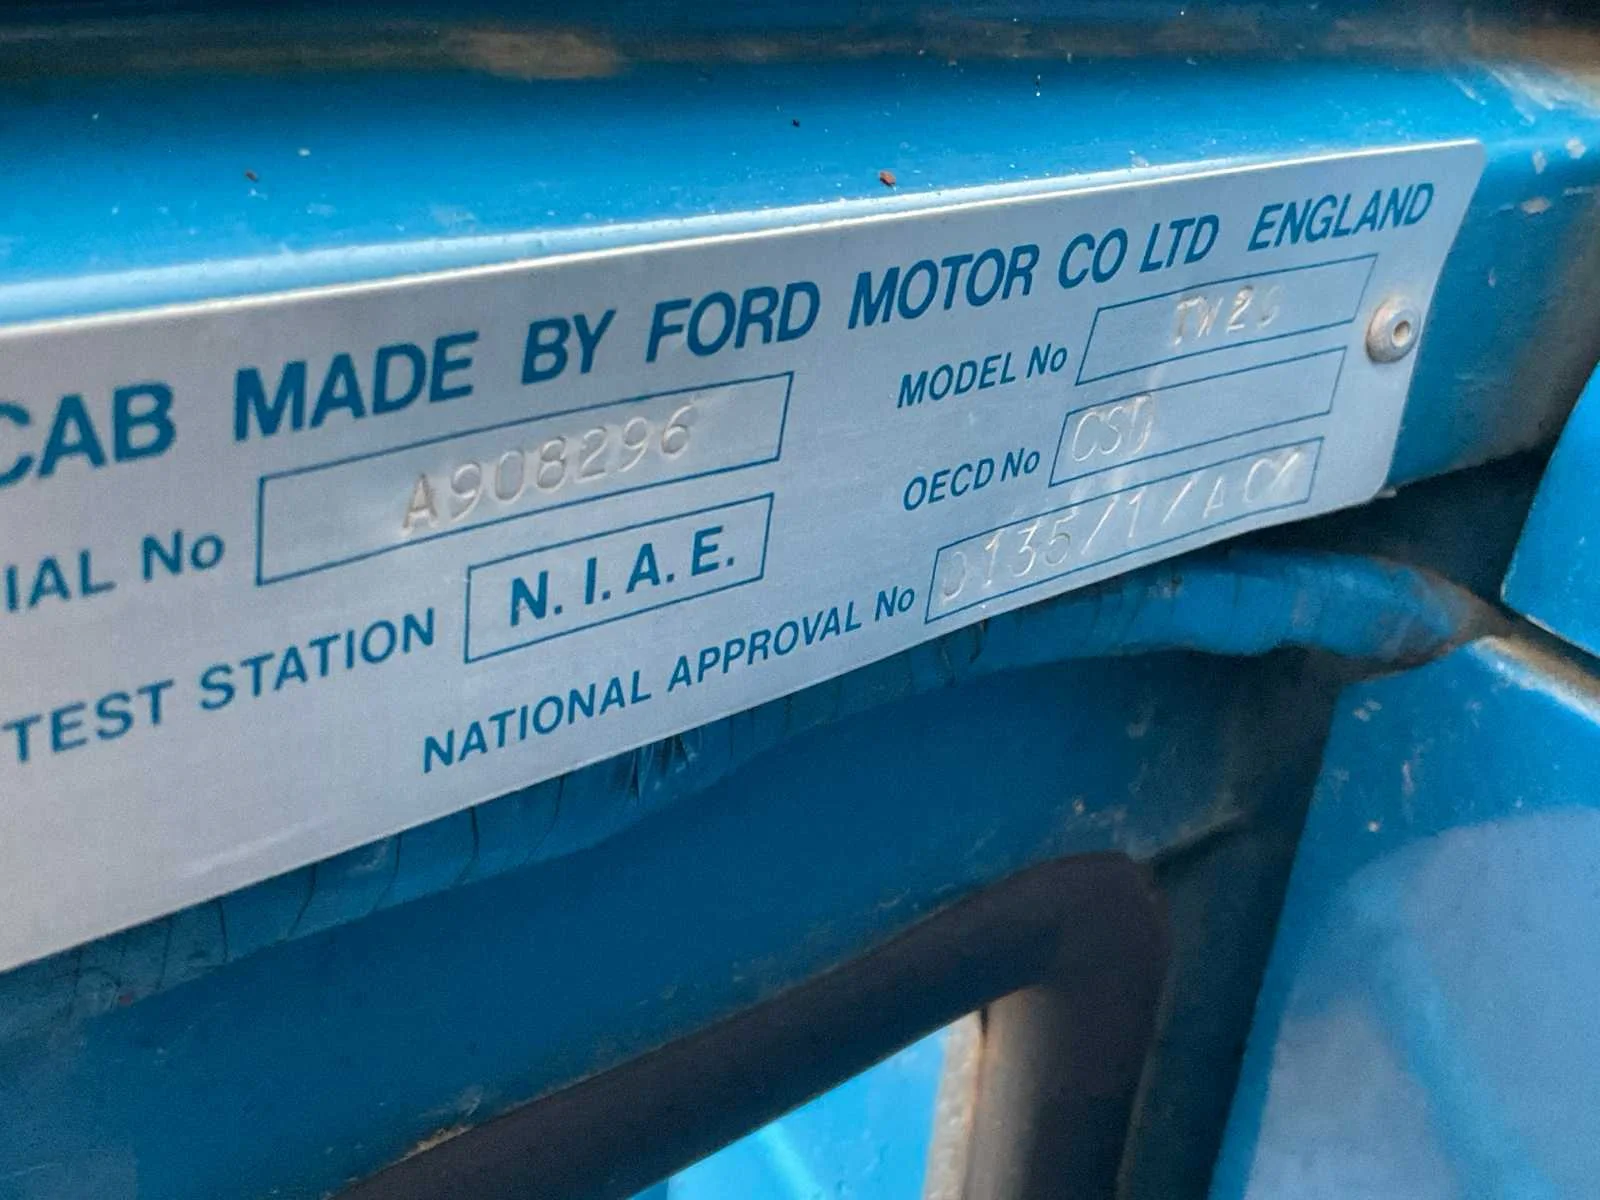 CAB MADE BY FORD MOTOR CO LTD ENGLAND
IAL No A908296
MODEL No
OECD No CSD
TEST STATION N.I.A.E.
NATIONAL APPROVAL No